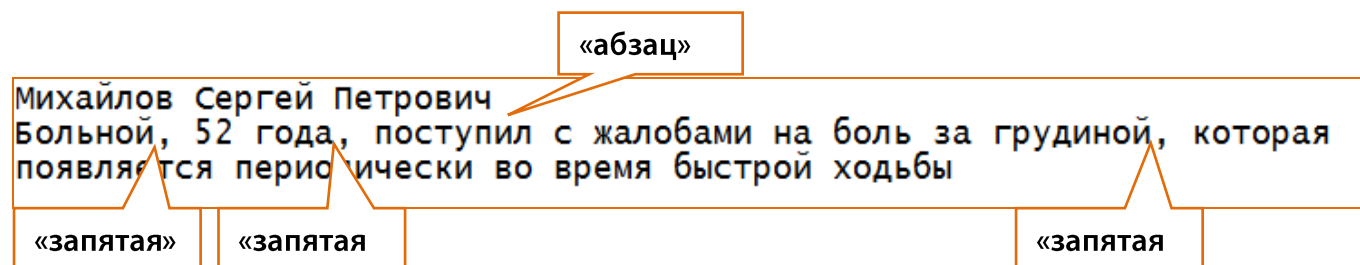 «абзац»
Михайлов Сергей Петрович
Больной, 52 года, поступил с жалобами на боль за грудиной, которая
появляется периодически во время быстрой ходьбы
«запятая» «запятая «запятая